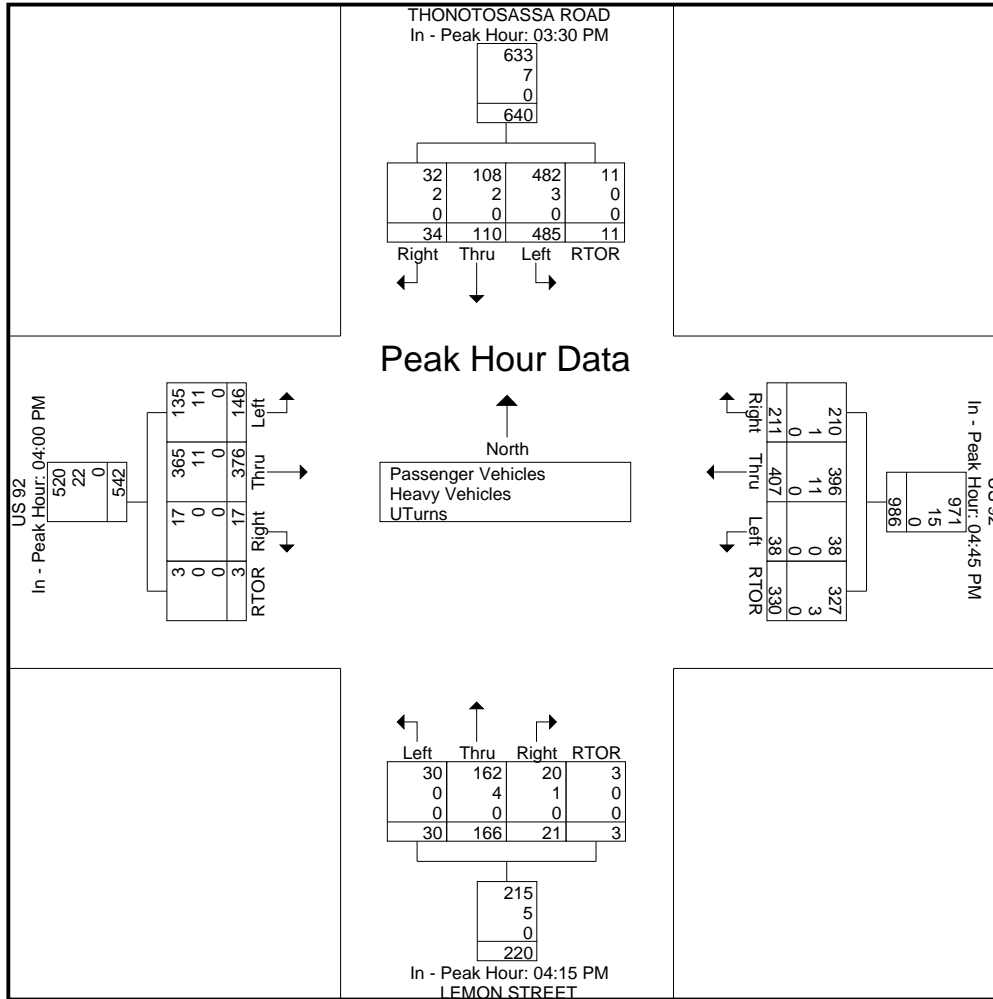 THONOTOSASSA ROAD
In - Peak Hour: 03:30 PM
633
7
0
640
32 108 482 11
2 2 3 0
0 0 0 0
34 110 485 11
Right Thru Left RTOR
Peak Hour Data
North
Passenger Vehicles
Heavy Vehicles
UTurns
US 92
In - Peak Hour: 04:00 PM
520
22
0
542
135 11 0 146 Left
365 11 0 376 Thru
17 0 0 17 Right
3 0 0 3 RTOR
In - Peak Hour: 04:45 PM
971
15
0
986
210 1 0 211 Right
396 11 0 407 Thru
38 0 0 38 Left
327 3 0 330 RTOR
Left Thru Right RTOR
30 162 20 3
0 4 1 0
0 0 0 0
30 166 21 3
215
5
0
220
In - Peak Hour: 04:15 PM
LEMON STREET